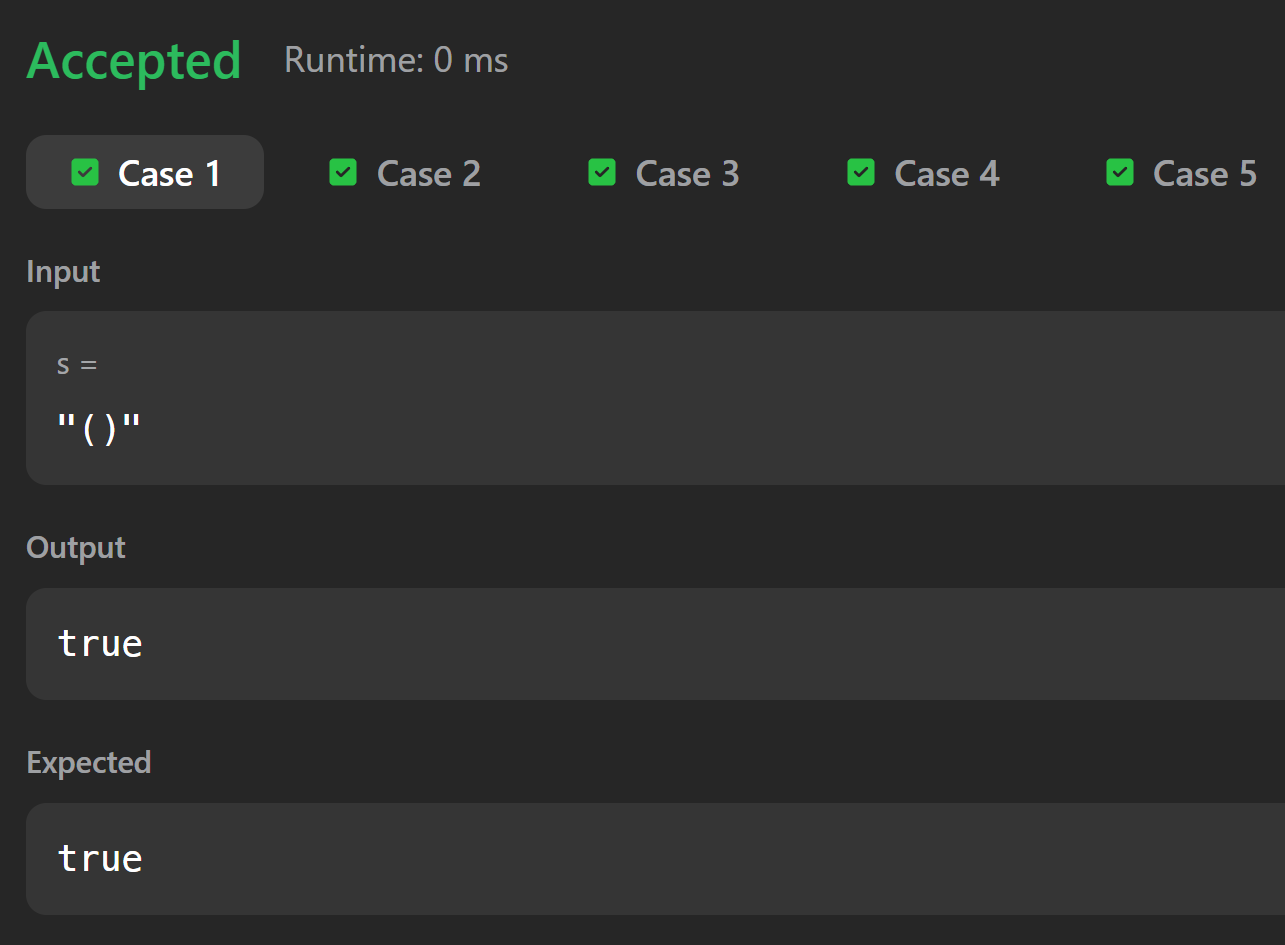 Accepted Runtime: 0 ms
Case 1 Case 2 Case 3 Case 4 Case 5
Input
s =
"()"
Output
true
Expected
true